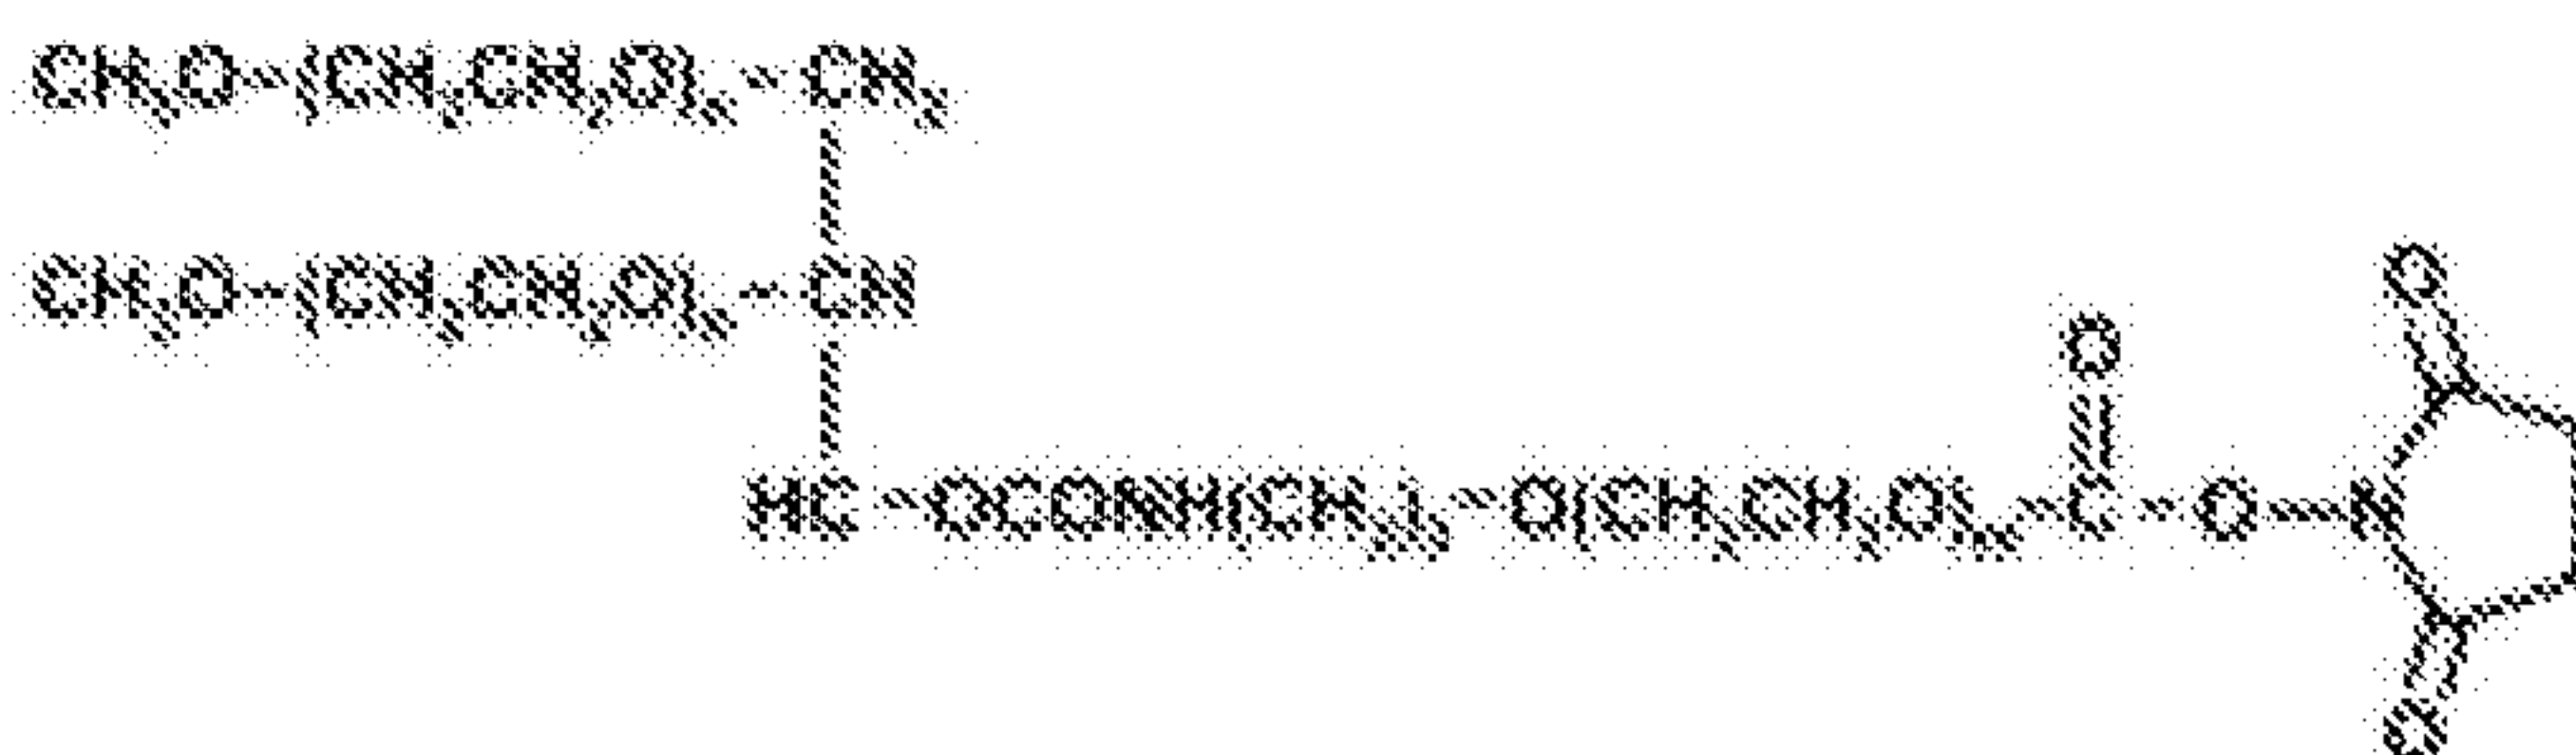 CH₃O-(CH₂CH₂O)ₙ-CH₂
CH₃O-(CH₂CH₂O)ₙ-CH
O
O
HC-OCONH(CH₂)₃-O(CH₂CH₂O)ₘ-C-O-N
O